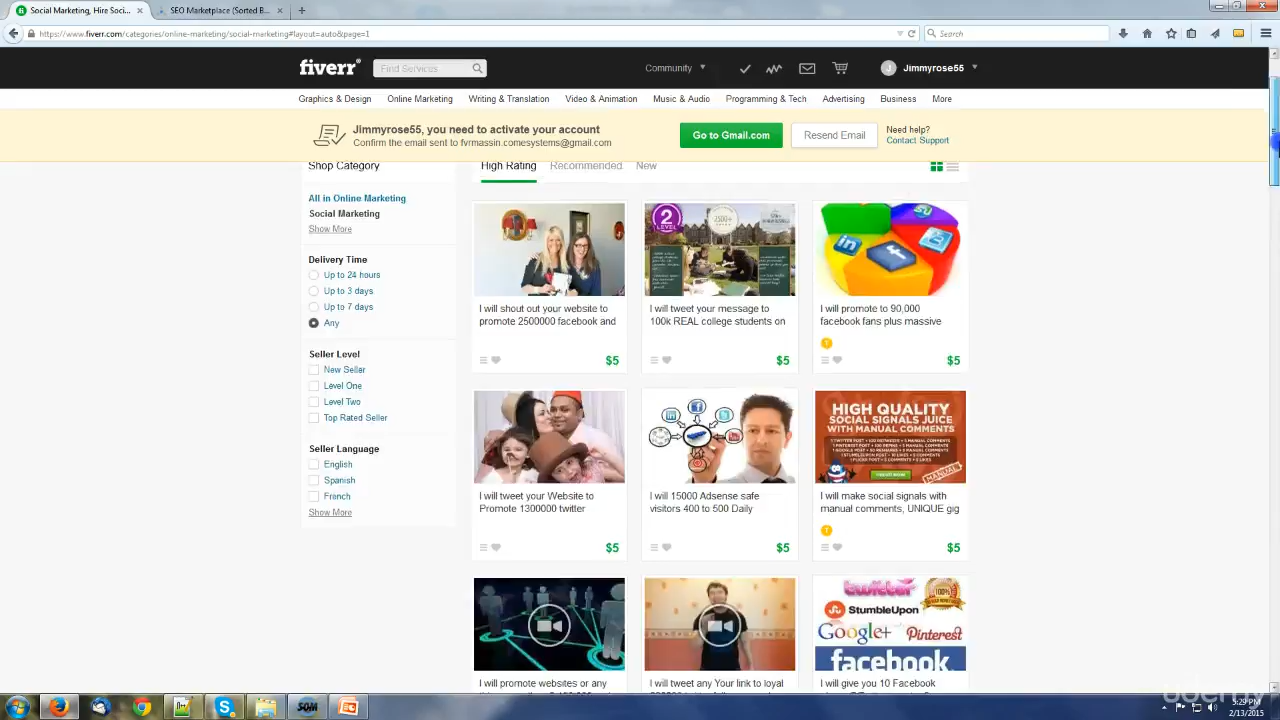 Social Marketing, Hire Soci...
SEO Marketplace (Sorted B...
https://www.fiverr.com/categories/online-marketing/social-marketing#layout=auto&page=1
Search
fiverr
Find Services
Community
Jimmyrose55
Graphics & Design
Online Marketing
Writing & Translation
Video & Animation
Music & Audio
Programming & Tech
Advertising
Business
More
Jimmyrose55, you need to activate your account
Confirm the email sent to fvrmassin.comesystems@gmail.com
Go to Gmail.com
Resend Email
Need help?
Contact Support
Shop Category
All in Online Marketing
Social Marketing
Show More
Delivery Time
Up to 24 hours
Up to 3 days
Up to 7 days
Any
Seller Level
New Seller
Level One
Level Two
Top Rated Seller
Seller Language
English
Spanish
French
Show More
High Rating
Recommended
New
I will shout out your website to
promote 2500000 facebook and
$5
2
LEVEL
I will tweet your message to
100k REAL college students on
$5
I will promote to 90,000
facebook fans plus massive
$5
I will tweet your Website to
Promote 1300000 twitter
$5
I will 15000 Adsense safe
visitors 400 to 500 Daily
$5
HIGH QUALITY
SOCIAL SIGNALS JUICE
WITH MANUAL COMMENTS
MANUAL
I will make social signals with
manual comments, UNIQUE gig
$5
I will promote websites or any
I will tweet any Your link to loyal
twitter
100%
StumbleUpon
Google+
Pinterest
facebook
I will give you 10 Facebook
udemy
5:29 PM
2/13/2015